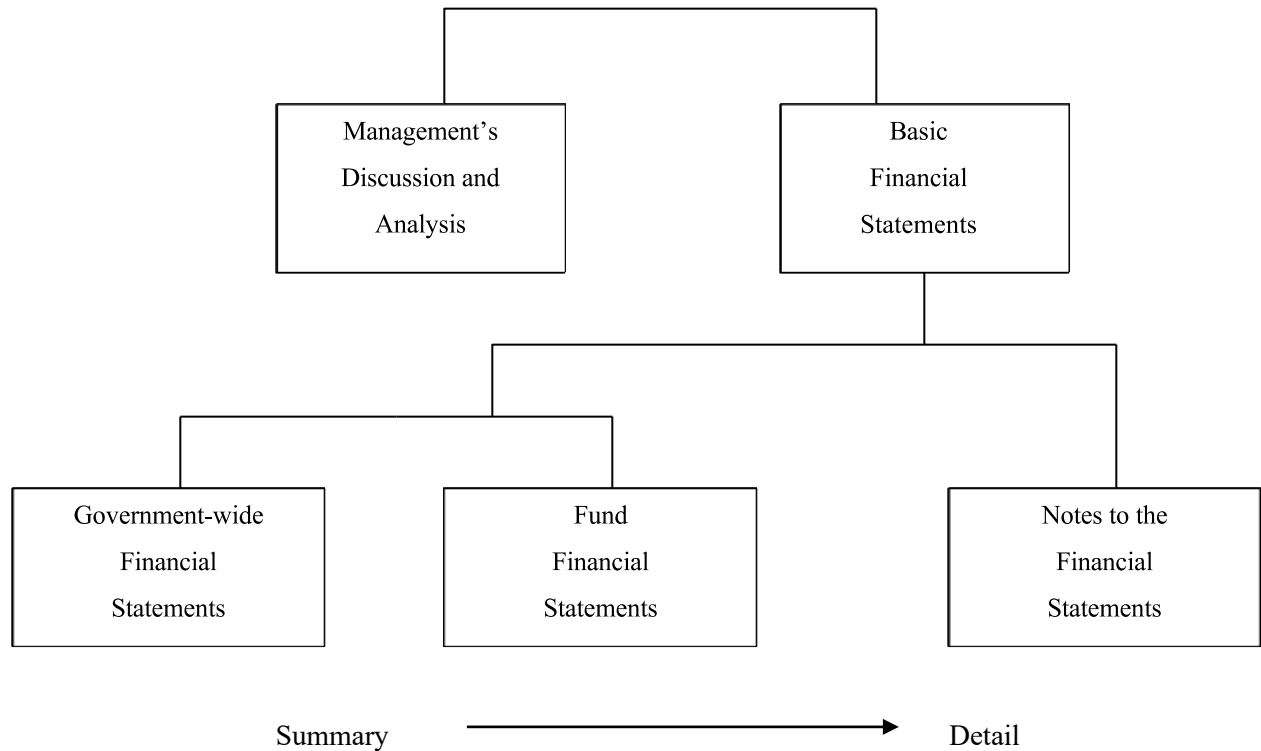 Management’s
Discussion and
Analysis
Basic
Financial
Statements
Government-wide
Financial
Statements
Fund
Financial
Statements
Notes to the
Financial
Statements
Summary
Detail